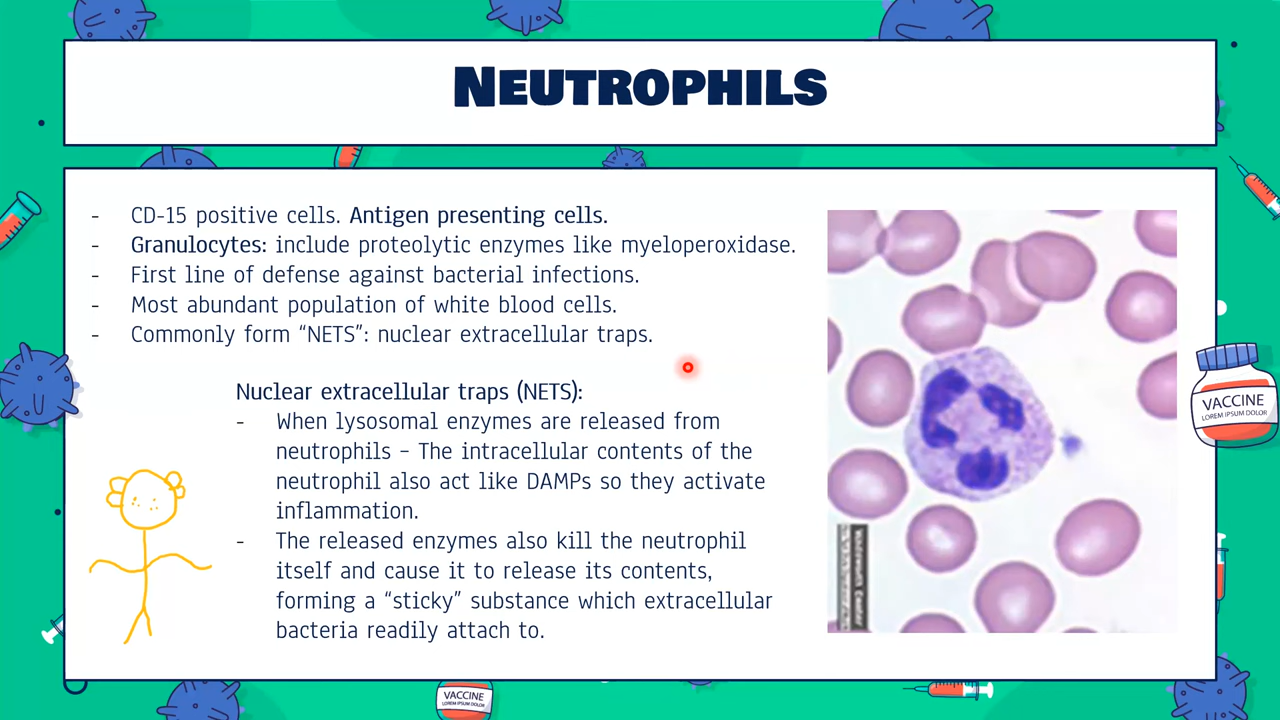 NEUTROPHILS
- CD-15 positive cells. Antigen presenting cells.
- Granulocytes: include proteolytic enzymes like myeloperoxidase.
- First line of defense against bacterial infections.
- Most abundant population of white blood cells.
- Commonly form “NETS”: nuclear extracellular traps.
Nuclear extracellular traps (NETS):
- When lysosomal enzymes are released from
neutrophils – The intracellular contents of the
neutrophil also act like DAMPs so they activate
inflammation.
- The released enzymes also kill the neutrophil
itself and cause it to release its contents,
forming a “sticky” substance which extracellular
bacteria readily attach to.
VACCINE
LOREM IPSUM DOLOR
VACCINE
LOREM IPSUM DOLOR